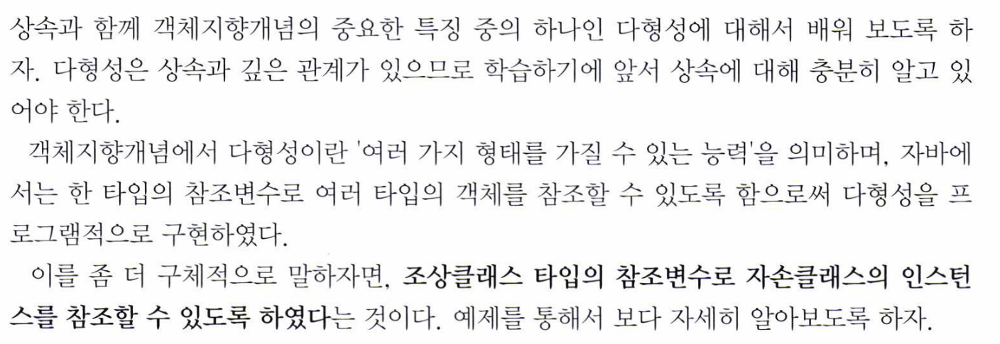 상속과 함께 객체지향개념의 중요한 특징 중의 하나인 다형성에 대해서 배워 보도록 하
자. 다형성은 상속과 깊은 관계가 있으므로 학습하기에 앞서 상속에 대해 충분히 알고 있
어야 한다.
객체지향개념에서 다형성이란 '여러 가지 형태를 가질 수 있는 능력'을 의미하며, 자바에
서는 한 타입의 참조변수로 여러 타입의 객체를 참조할 수 있도록 함으로써 다형성을 프
로그램적으로 구현하였다.
이를 좀 더 구체적으로 말하자면, 조상클래스 타입의 참조변수로 자손클래스의 인스턴
스를 참조할 수 있도록 하였다는 것이다. 예제를 통해서 보다 자세히 알아보도록 하자.